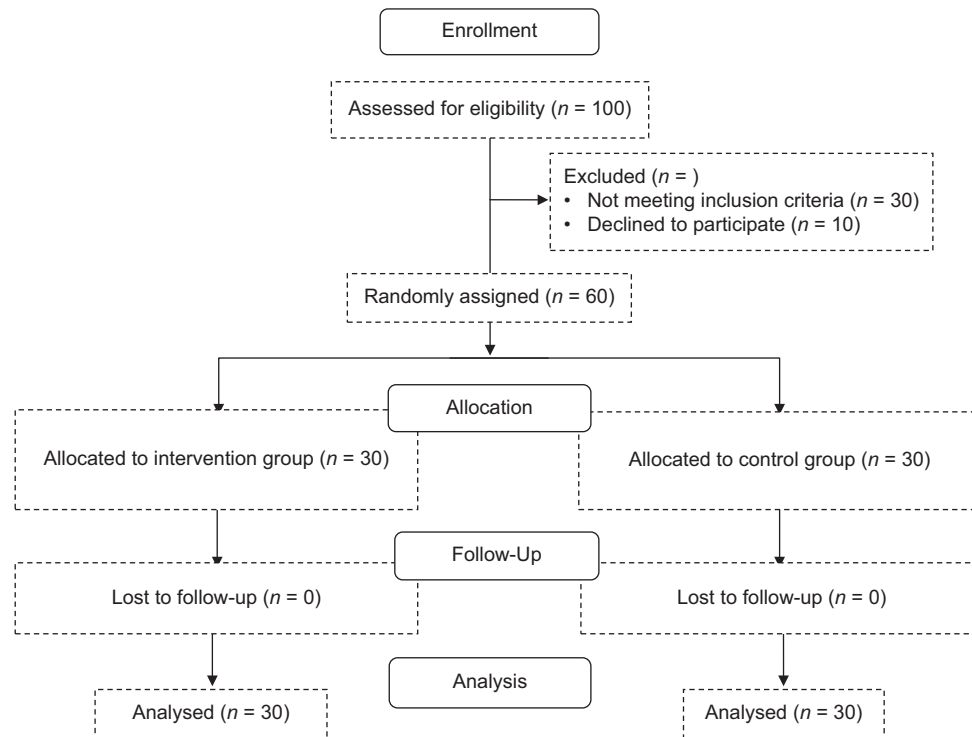 Enrollment
Assessed for eligibility (n = 100)
Excluded (n = )
• Not meeting inclusion criteria (n = 30)
• Declined to participate (n = 10)
Randomly assigned (n = 60)
Allocation
Allocated to intervention group (n = 30)
Allocated to control group (n = 30)
Follow-Up
Lost to follow-up (n = 0)
Lost to follow-up (n = 0)
Analysis
Analysed (n = 30)
Analysed (n = 30)